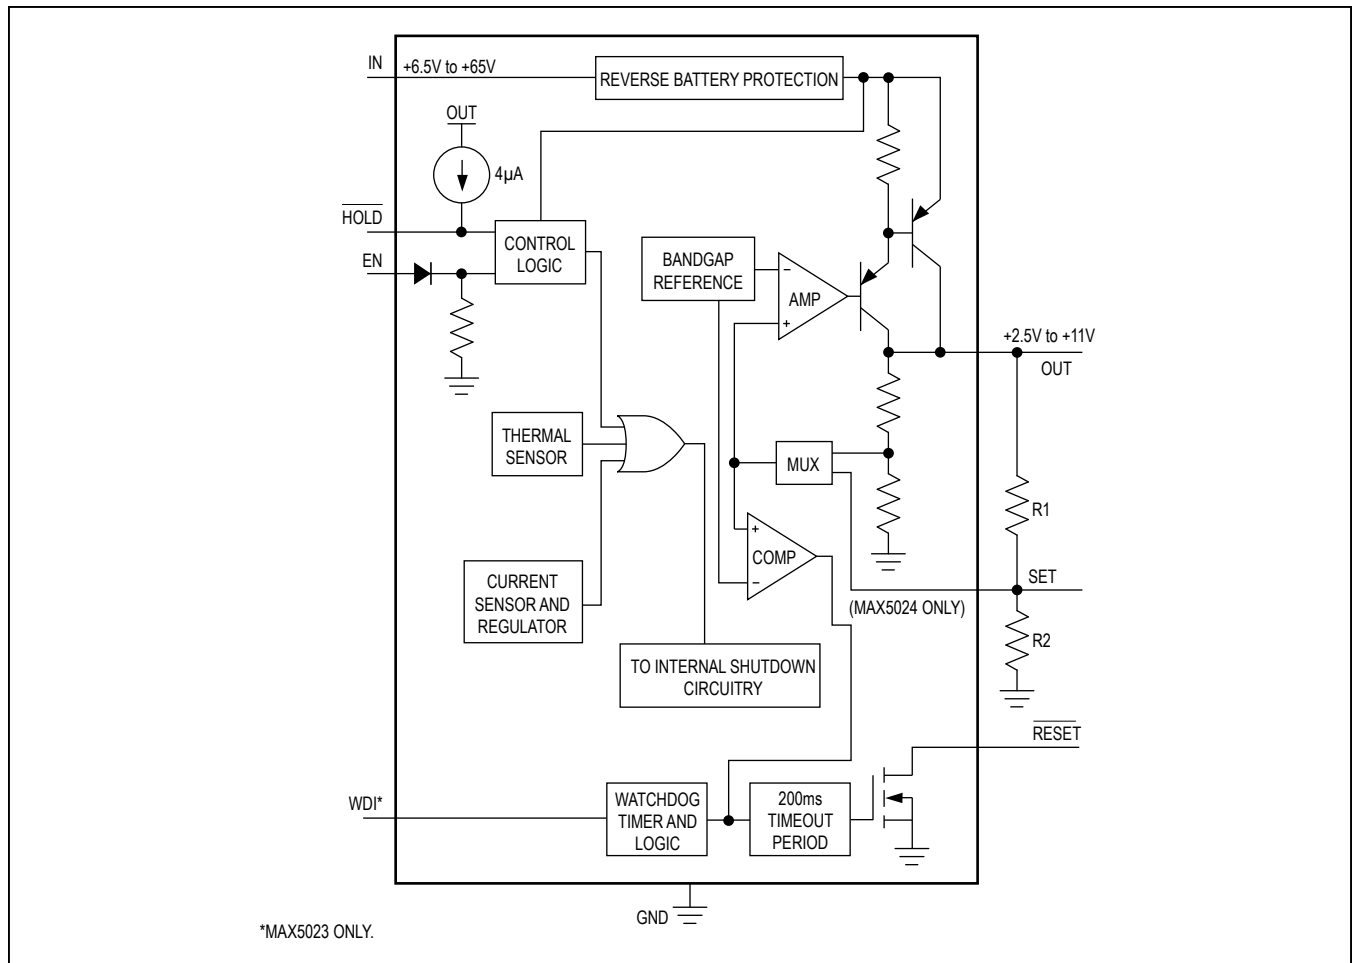 IN
+6.5V to +65V
REVERSE BATTERY PROTECTION
OUT
4µA
HOLD
EN
CONTROL
LOGIC
BANDGAP
REFERENCE
−
AMP
+
+2.5V to +11V
OUT
THERMAL
SENSOR
MUX
R1
+
COMP
−
CURRENT
SENSOR AND
REGULATOR
SET
(MAX5024 ONLY)
R2
TO INTERNAL SHUTDOWN
CIRCUITRY
RESET
WDI*
WATCHDOG
TIMER AND
LOGIC
200ms
TIMEOUT
PERIOD
GND
*MAX5023 ONLY.